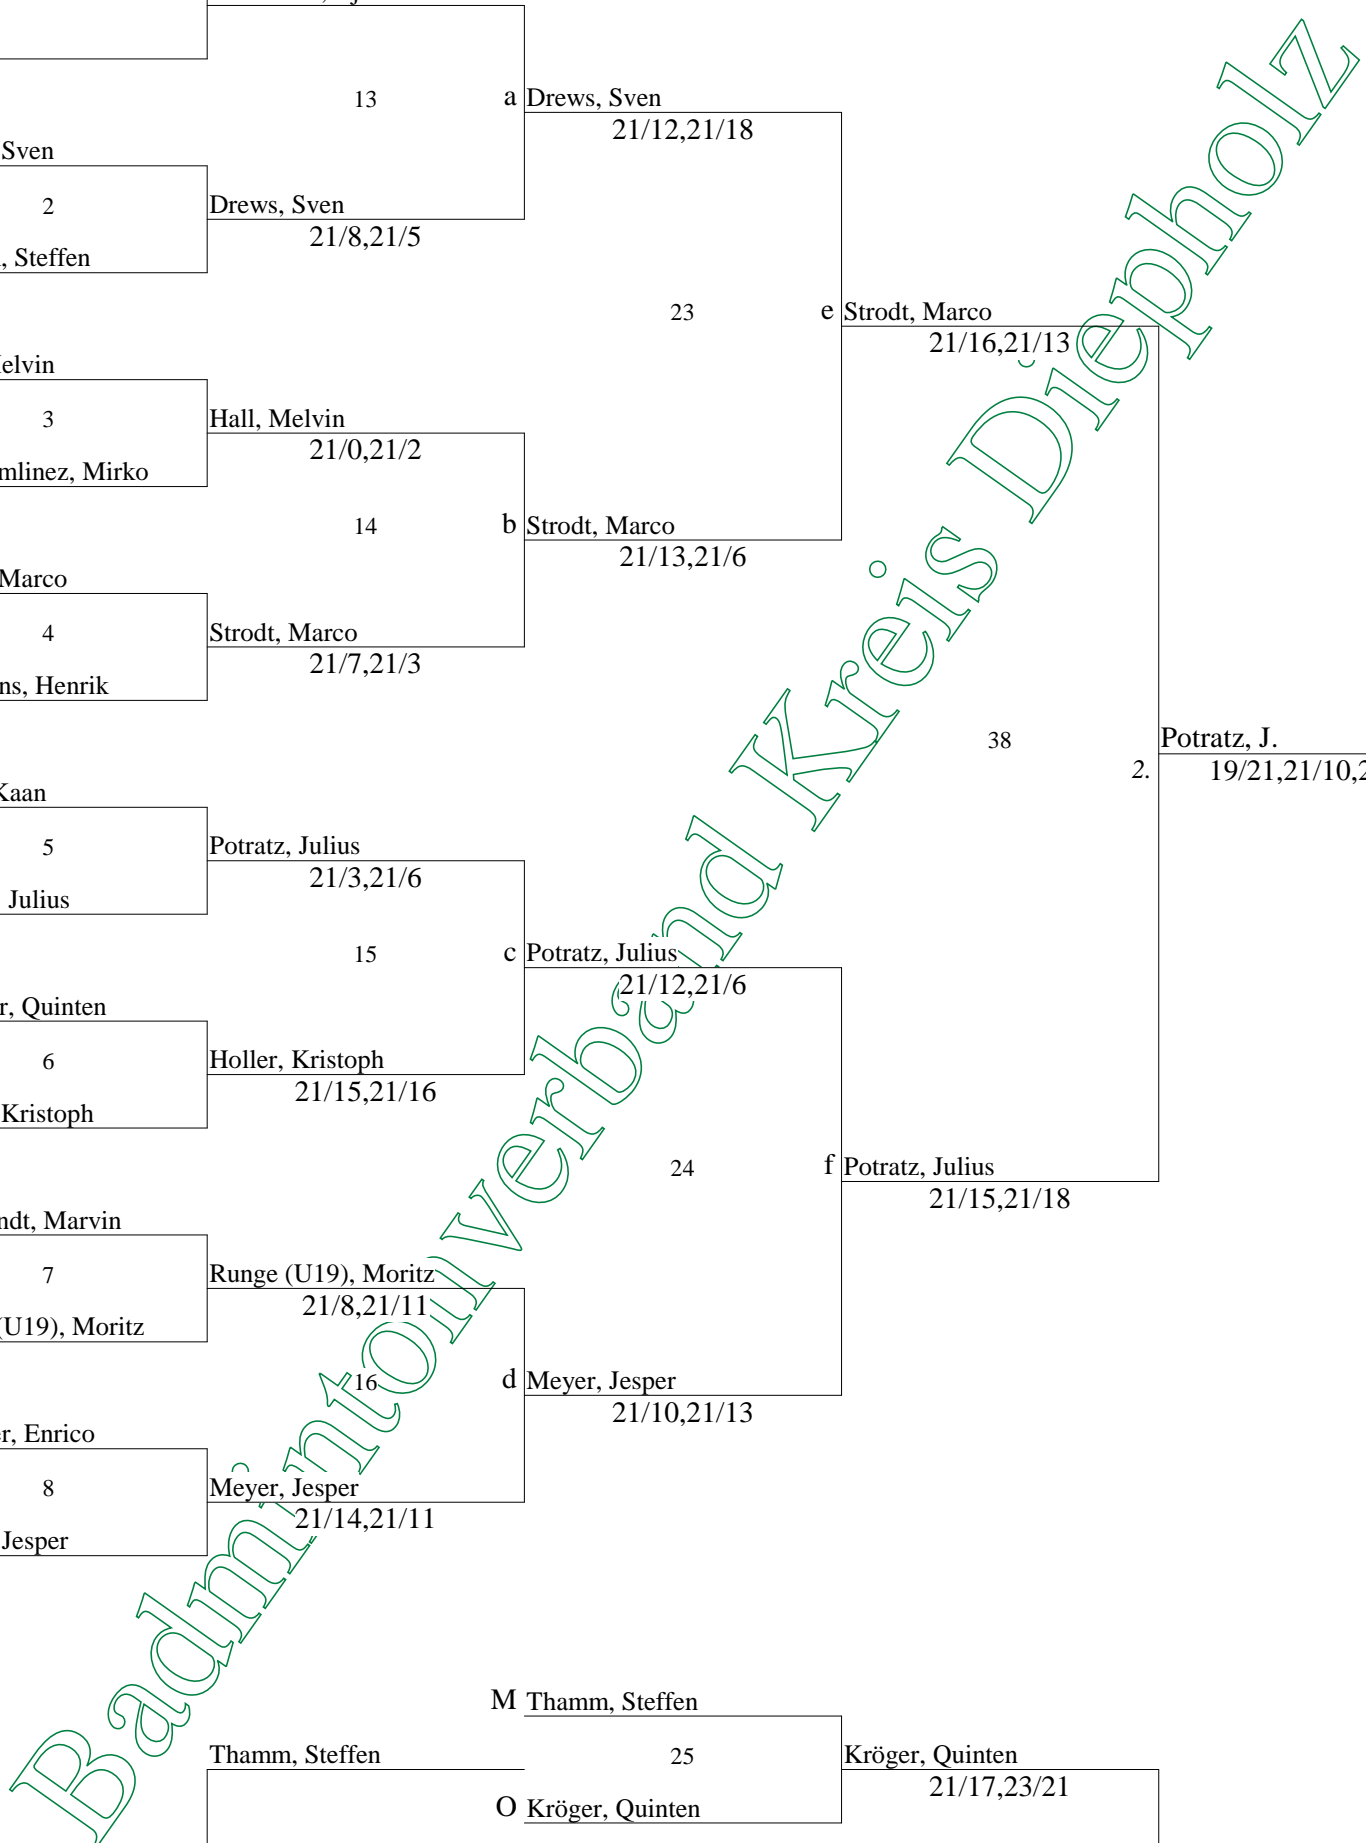 13
a Drews, Sven
21/12,21/18
Sven
2
Drews, Sven
21/8,21/5
, Steffen
23
e Strodt, Marco
21/16,21/13
elvin
3
Hall, Melvin
21/0,21/2
mlinez, Mirko
14
b Strodt, Marco
21/13,21/6
Marco
4
Strodt, Marco
21/7,21/3
ns, Henrik
38
2.
Potratz, J.
19/21,21/10,2
Kaan
5
Potratz, Julius
21/3,21/6
Julius
15
c Potratz, Julius
21/12,21/6
r, Quinten
6
Holler, Kristoph
21/15,21/16
Kristoph
24
f Potratz, Julius
21/15,21/18
ndt, Marvin
7
Runge (U19), Moritz
21/8,21/11
(U19), Moritz
16
d Meyer, Jesper
21/10,21/13
r, Enrico
8
Meyer, Jesper
21/14,21/11
Jesper
M Thamm, Steffen
Thamm, Steffen
25
Kröger, Quinten
21/17,23/21
O Kröger, Quinten
Badmintonverband Kreis Diepholz